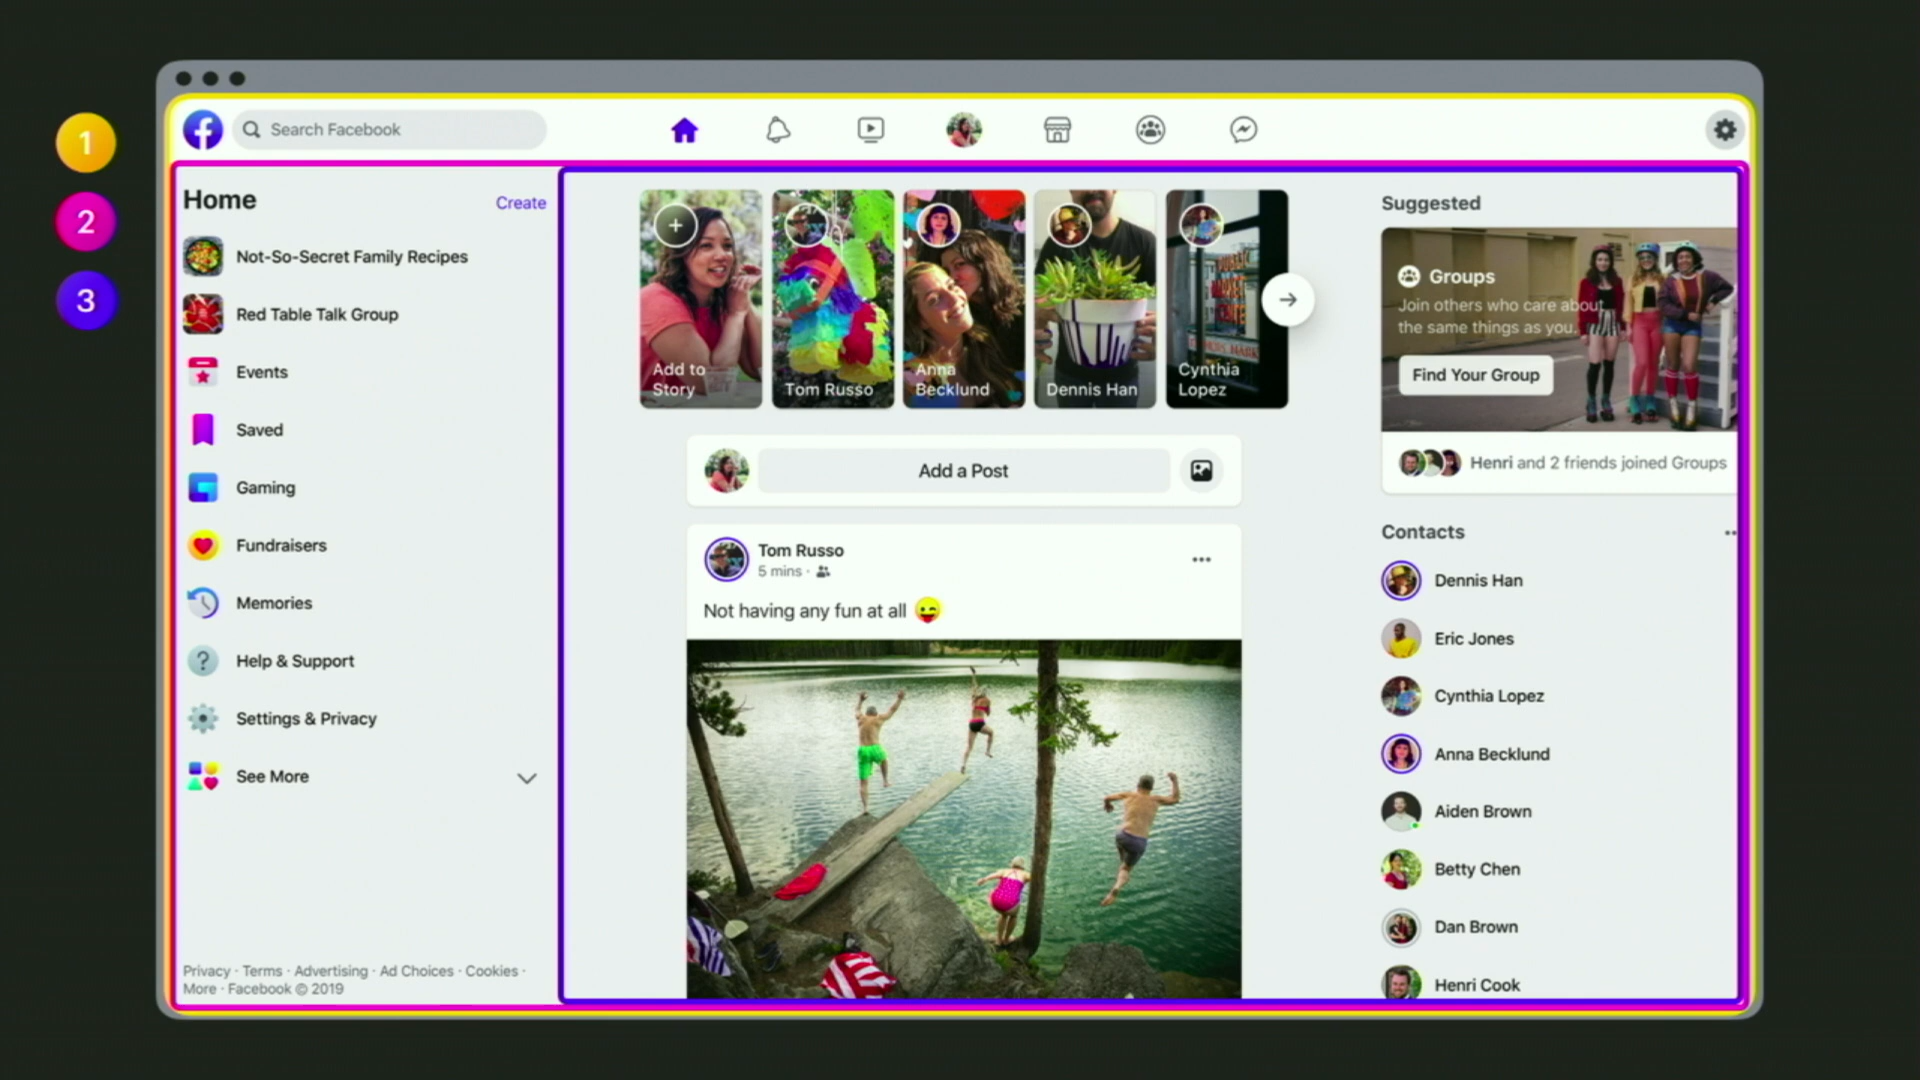 1
2
3
Search Facebook
Home
Create
Not-So-Secret Family Recipes
Red Table Talk Group
Events
Saved
Gaming
Fundraisers
Memories
Help & Support
Settings & Privacy
See More
Privacy · Terms · Advertising · Ad Choices · Cookies ·
More · Facebook © 2019
Add to
Story
Tom Russo
Anna
Becklund
Dennis Han
Cynthia
Lopez
Add a Post
Tom Russo
5 mins ·
Not having any fun at all
Suggested
Groups
Join others who care about
the same things as you.
Find Your Group
Henri and 2 friends joined Groups
Contacts
Dennis Han
Eric Jones
Cynthia Lopez
Anna Becklund
Aiden Brown
Betty Chen
Dan Brown
Henri Cook